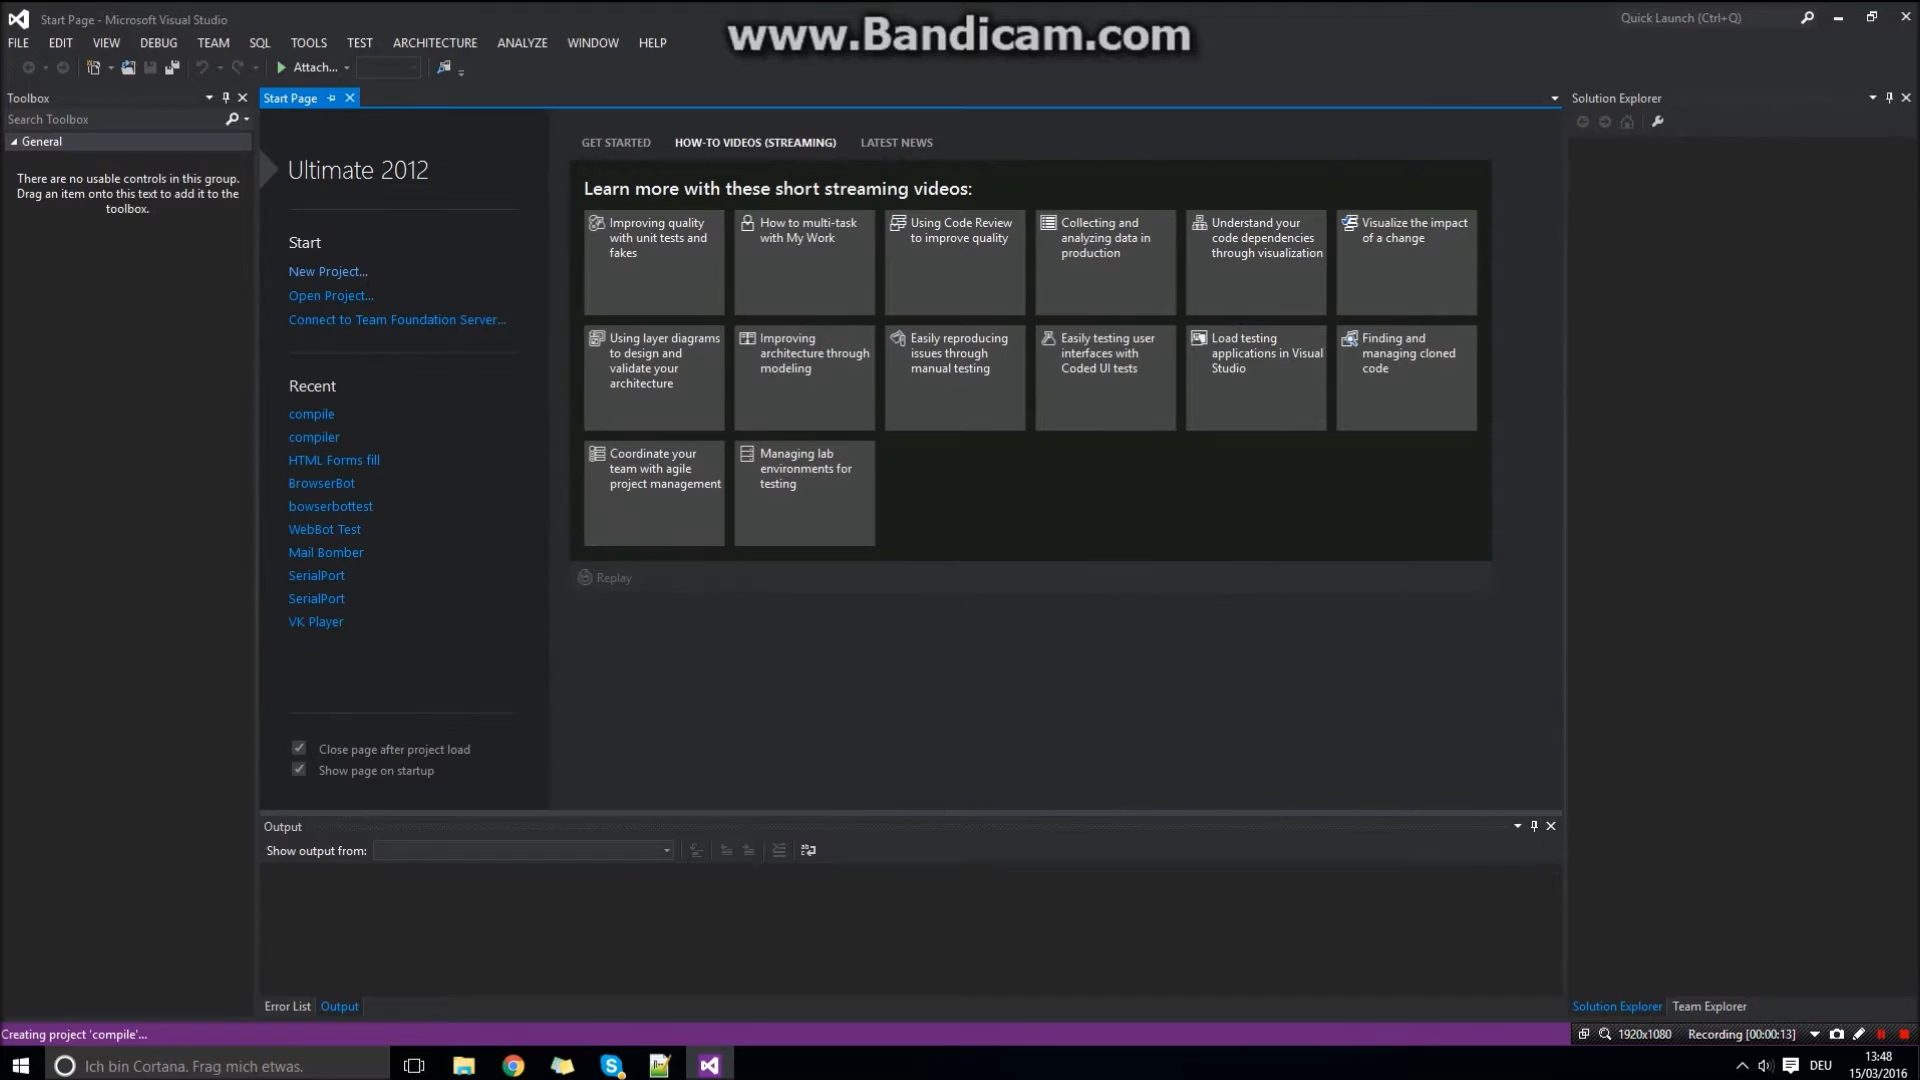 Start Page - Microsoft Visual Studio
www.Bandicam.com
Quick Launch (Ctrl+Q)
FILE EDIT VIEW DEBUG TEAM SQL TOOLS TEST ARCHITECTURE ANALYZE WINDOW HELP
Attach...
Toolbox
Start Page
Solution Explorer
Search Toolbox
General
There are no usable controls in this group.
Drag an item onto this text to add it to the
toolbox.
Ultimate 2012
Start
New Project...
Open Project...
Connect to Team Foundation Server...
Recent
compile
compiler
HTML Forms fill
BrowserBot
bowserbottest
WebBot Test
Mail Bomber
SerialPort
SerialPort
VK Player
Close page after project load
Show page on startup
GET STARTED HOW-TO VIDEOS (STREAMING) LATEST NEWS
Learn more with these short streaming videos:
Improving quality
with unit tests and
fakes
How to multi-task
with My Work
Using Code Review
to improve quality
Collecting and
analyzing data in
production
Understand your
code dependencies
through visualization
Visualize the impact
of a change
Using layer diagrams
to design and
validate your
architecture
Improving
architecture through
modeling
Easily reproducing
issues through
manual testing
Easily testing user
interfaces with
Coded UI tests
Load testing
applications in Visual
Studio
Finding and
managing cloned
code
Coordinate your
team with agile
project management
Managing lab
environments for
testing
Replay
Output
Show output from:
Error List Output
Solution Explorer Team Explorer
Creating project 'compile'...
1920x1080 Recording [00:00:13]
Ich bin Cortana. Frag mich etwas.
DEU
13:48
15/03/2016